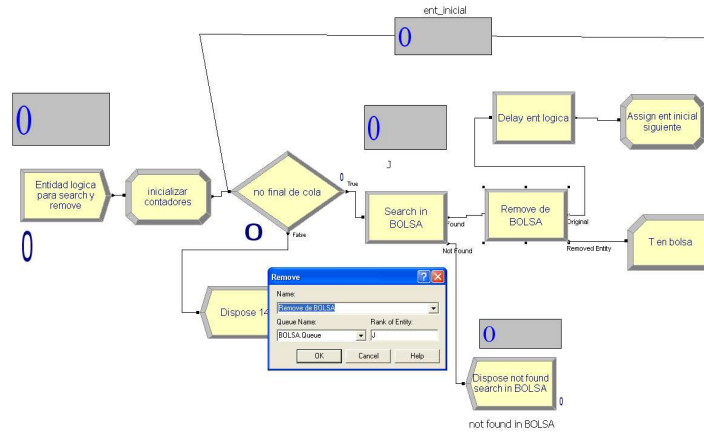 ent_inicial
0
0
0
J
Delay ent logica
Assign ent inicial
siguiente
Entidad logica
para search y
remove
inicializar
contadores
no final de cola
0
True
Search in
BOLSA
Found
Remove de
BOLSA
Original
T en bolsa
0
0
False
Not Found
Removed Entity
Dispose 14
Remove
Name:
Remove de BOLSA
Queue Name:
Rank of Entity:
BOLSA.Queue
J
OK
Cancel
Help
0
Dispose not found
search in BOLSA
0
not found in BOLSA